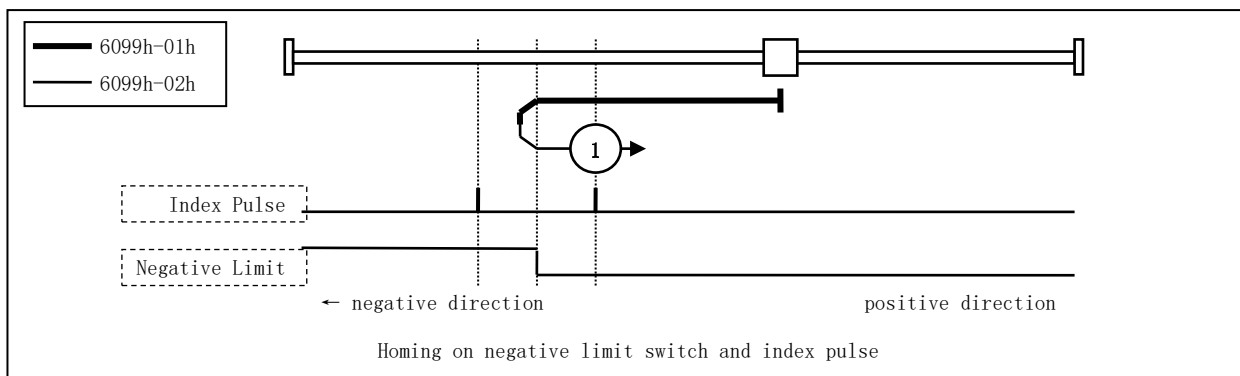 6099h-01h
6099h-02h
1
Index Pulse
Negative Limit
← negative direction
positive direction
Homing on negative limit switch and index pulse